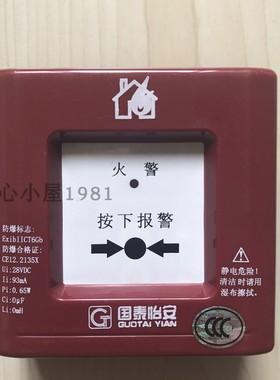 火 警
心小屋1981
按下报警
防爆标志:
ExibIICT6Gb
防爆合格证:
CE12.2135X
Ui:28VDC
Ii:93mA
Pi:0.65W
Ci:0μF
Li:0mH
静电危险!
清洁时请用
湿布擦拭。
G 国泰怡安
GUOTAI YIAN
CCC